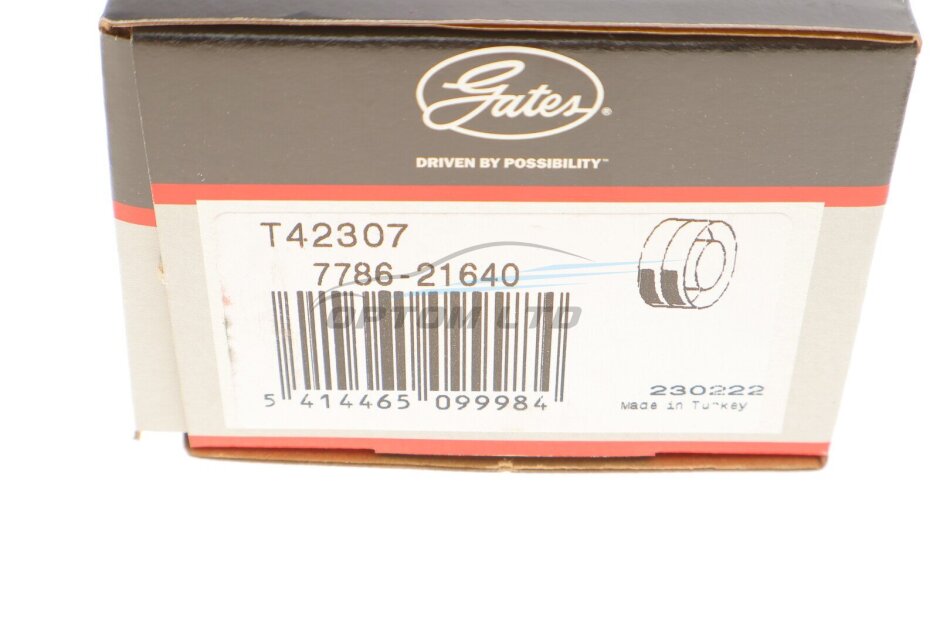 Gates®
DRIVEN BY POSSIBILITY™
T42307
7786-21640
OPTOM LTD
5 414465 099984
230222
Made in Turkey